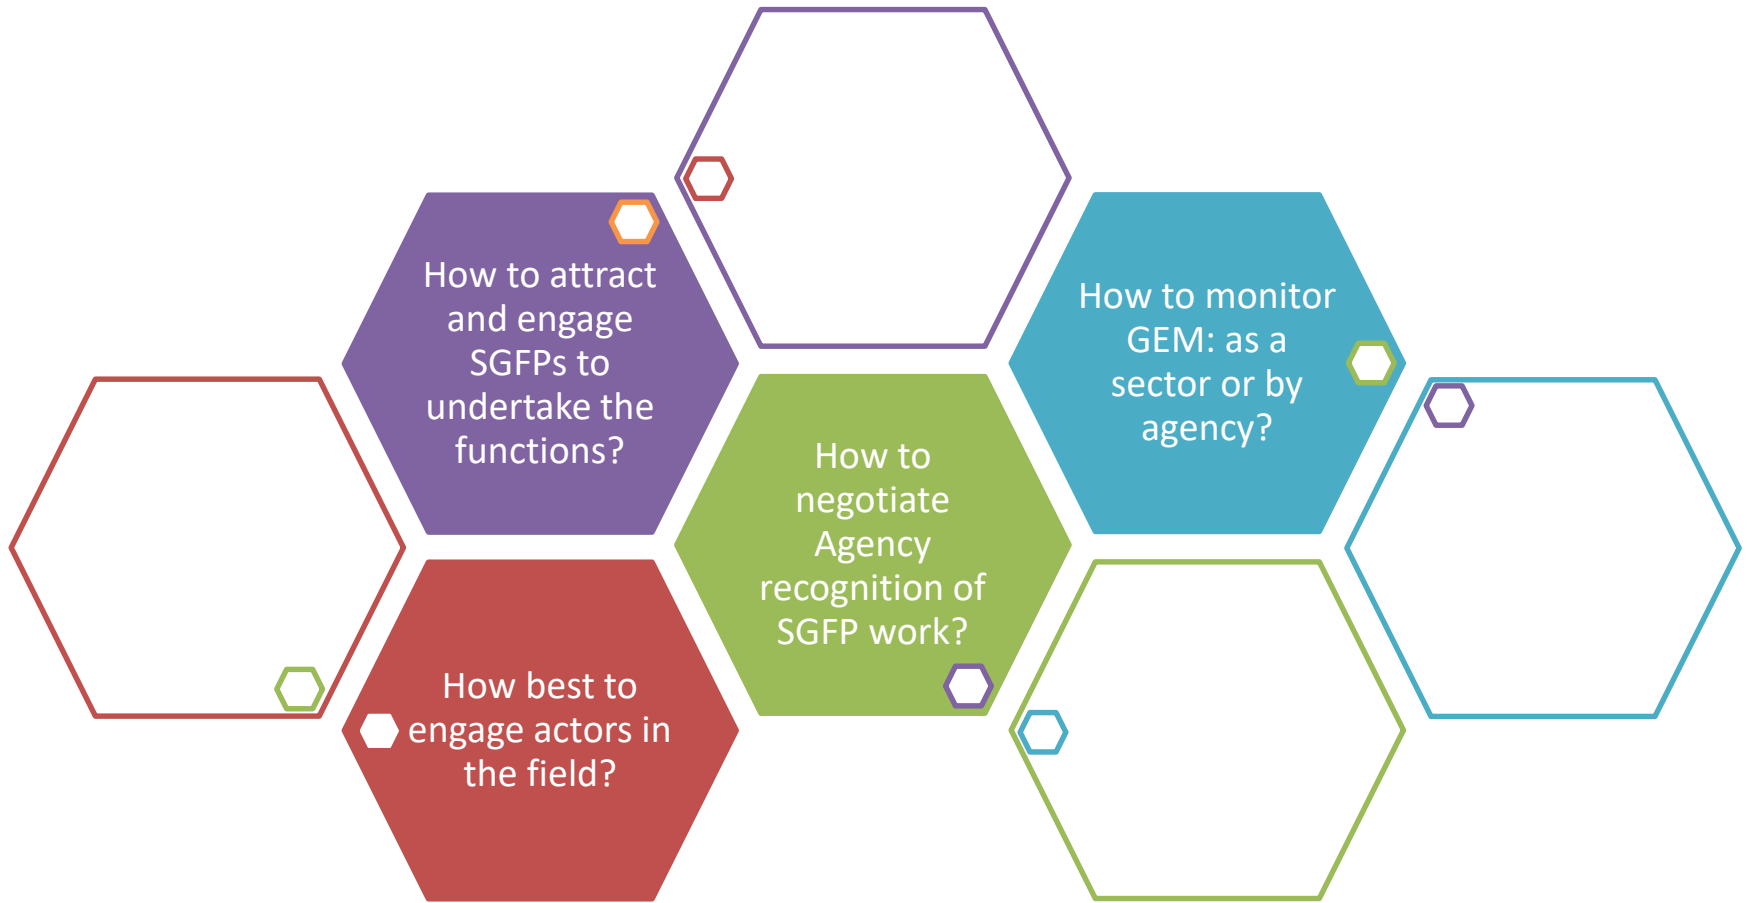 How to attract
and engage
SGFPs to
undertake the
functions?
How to monitor
GEM: as a
sector or by
agency?
How to
negotiate
Agency
recognition of
SGFP work?
How best to
engage actors in
the field?